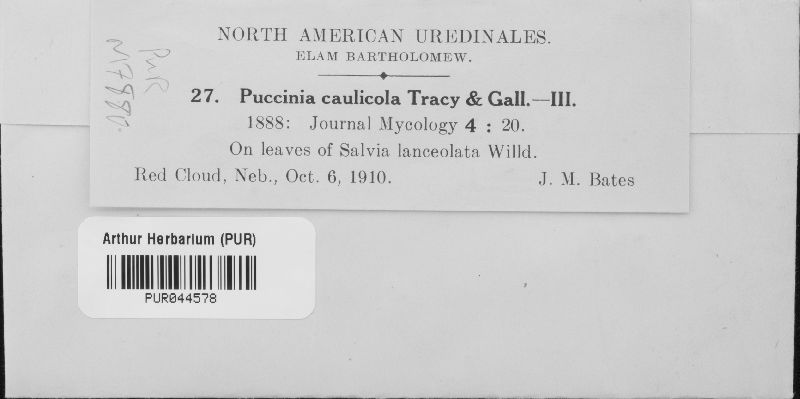 NORTH AMERICAN UREDINALES.
ELAM BARTHOLOMEW.
27. Puccinia caulicola Tracy & Gall.—III.
1888: Journal Mycology 4 : 20.
On leaves of Salvia lanceolata Willd.
Red Cloud, Neb., Oct. 6, 1910. J. M. Bates
PUR
Arthur Herbarium (PUR)
PUR044578